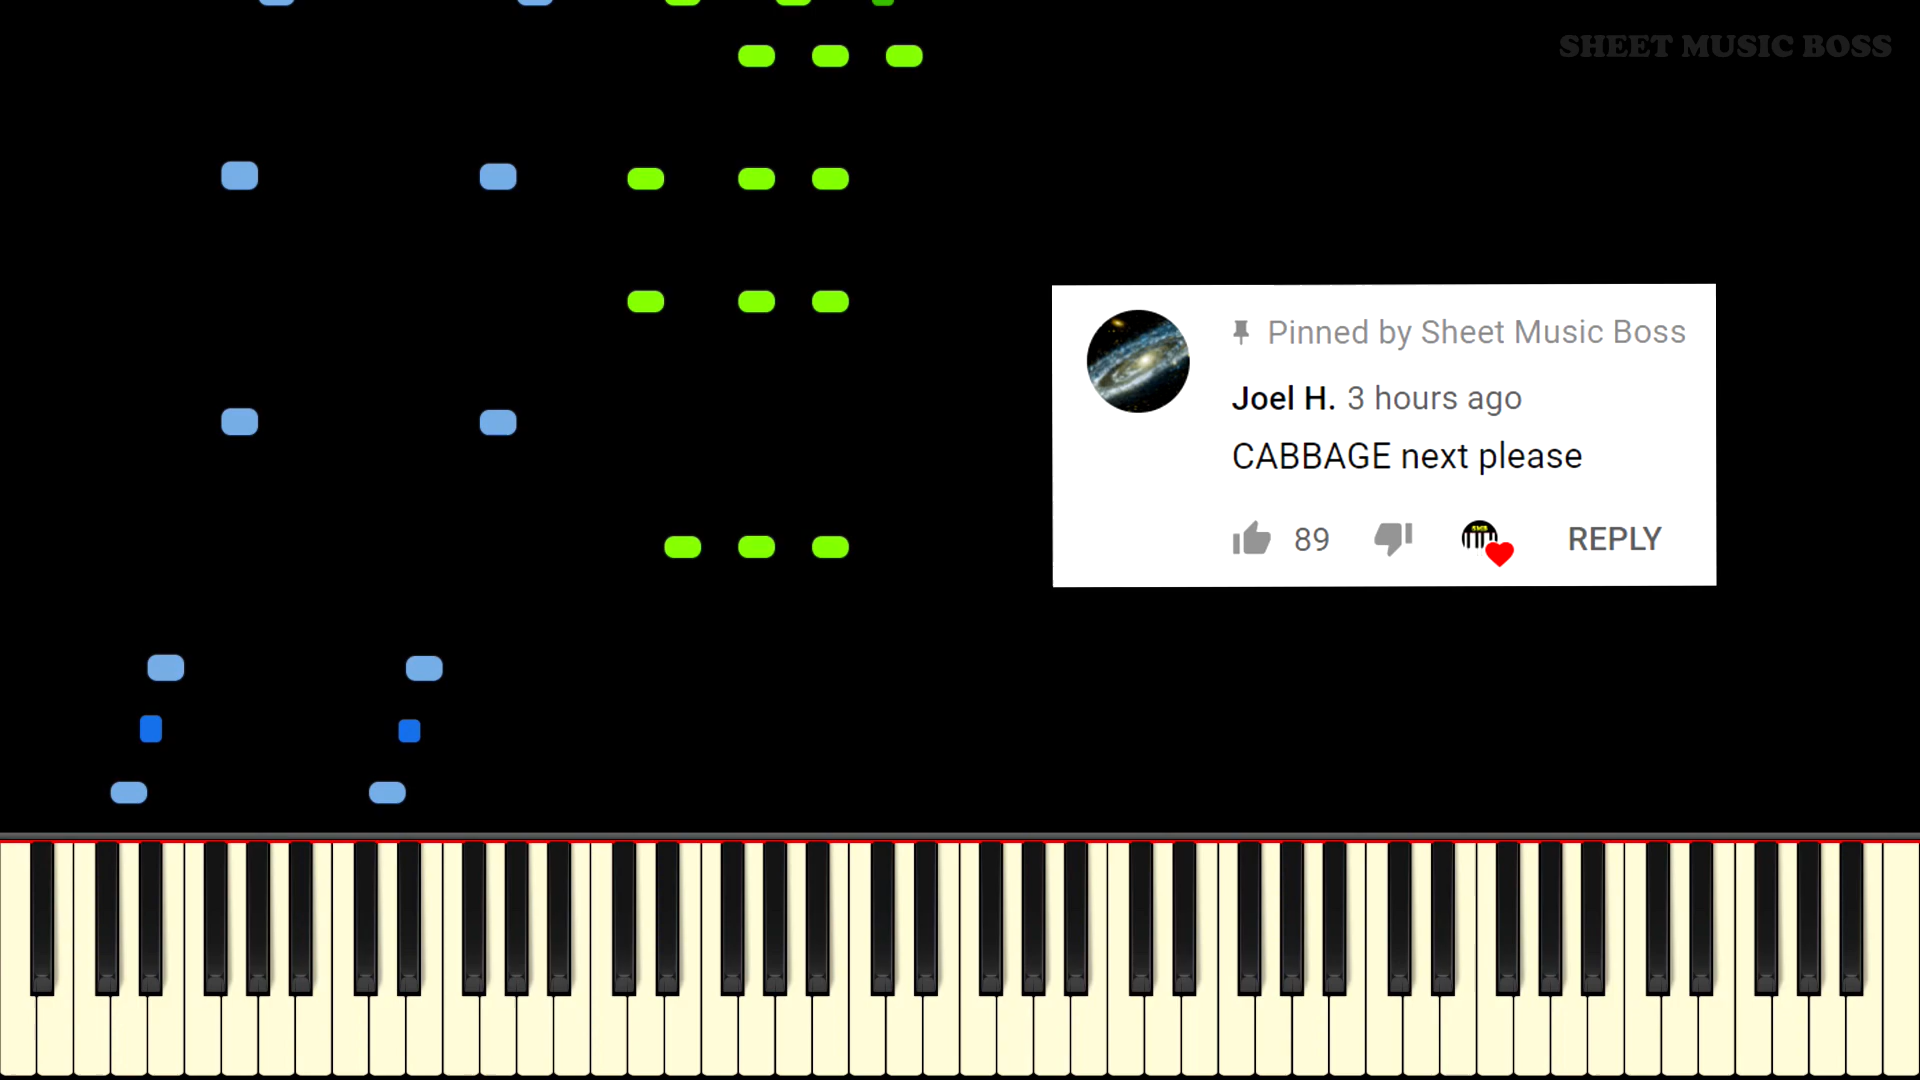 SHEET MUSIC BOSS
Pinned by Sheet Music Boss
Joel H. 3 hours ago
CABBAGE next please
89 REPLY